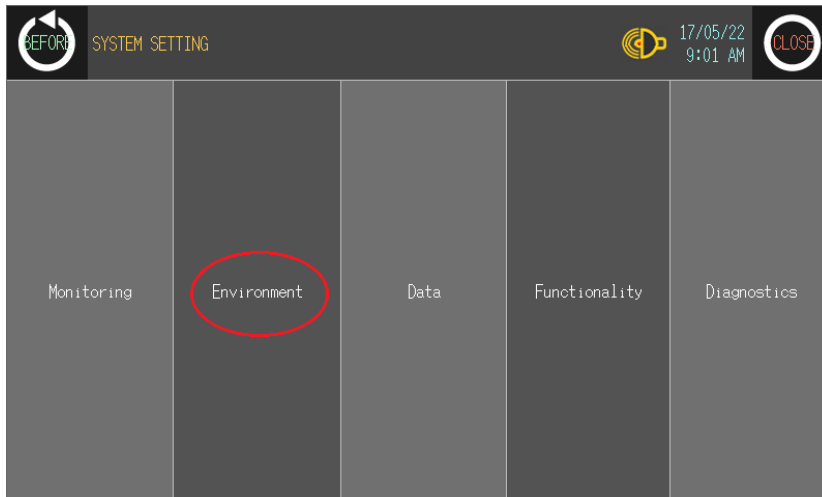 BEFORE
SYSTEM SETTING
17/05/22
9:01 AM
CLOSE
Monitoring
Environment
Data
Functionality
Diagnostics